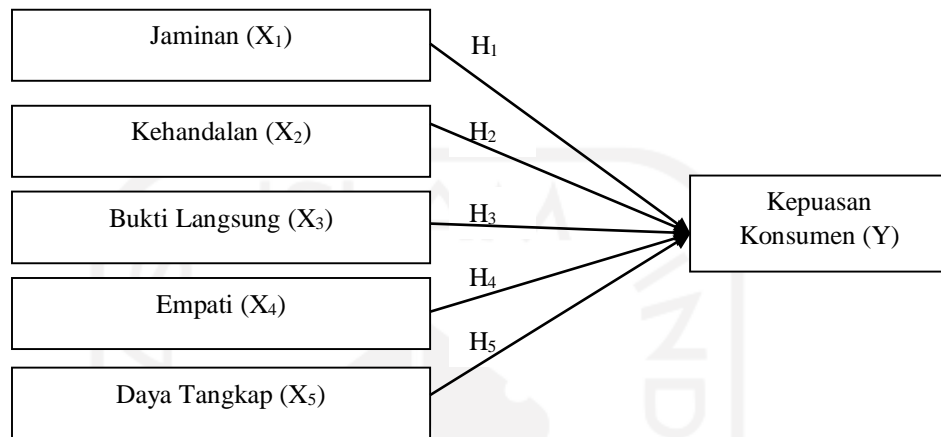 Jaminan (X₁)
H₁
Kehandalan (X₂)
H₂
Bukti Langsung (X₃)
H₃
Kepuasan
Konsumen (Y)
Empati (X₄)
H₄
Daya Tangkap (X₅)
H₅